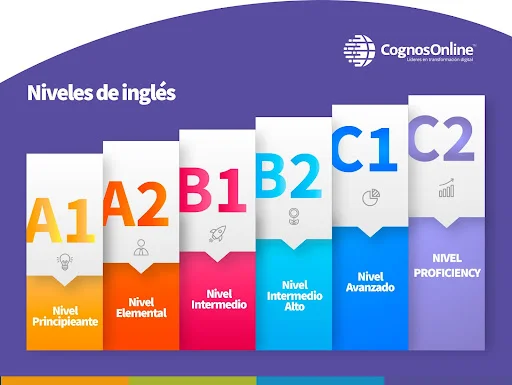 CognosOnline
Líderes en transformación digital
Niveles de inglés
A1
Nivel
Principieante
A2
Nivel
Elemental
B1
Nivel
Intermedio
B2
Nivel
Intermedio
Alto
C1
Nivel
Avanzado
C2
NIVEL
PROFICIENCY